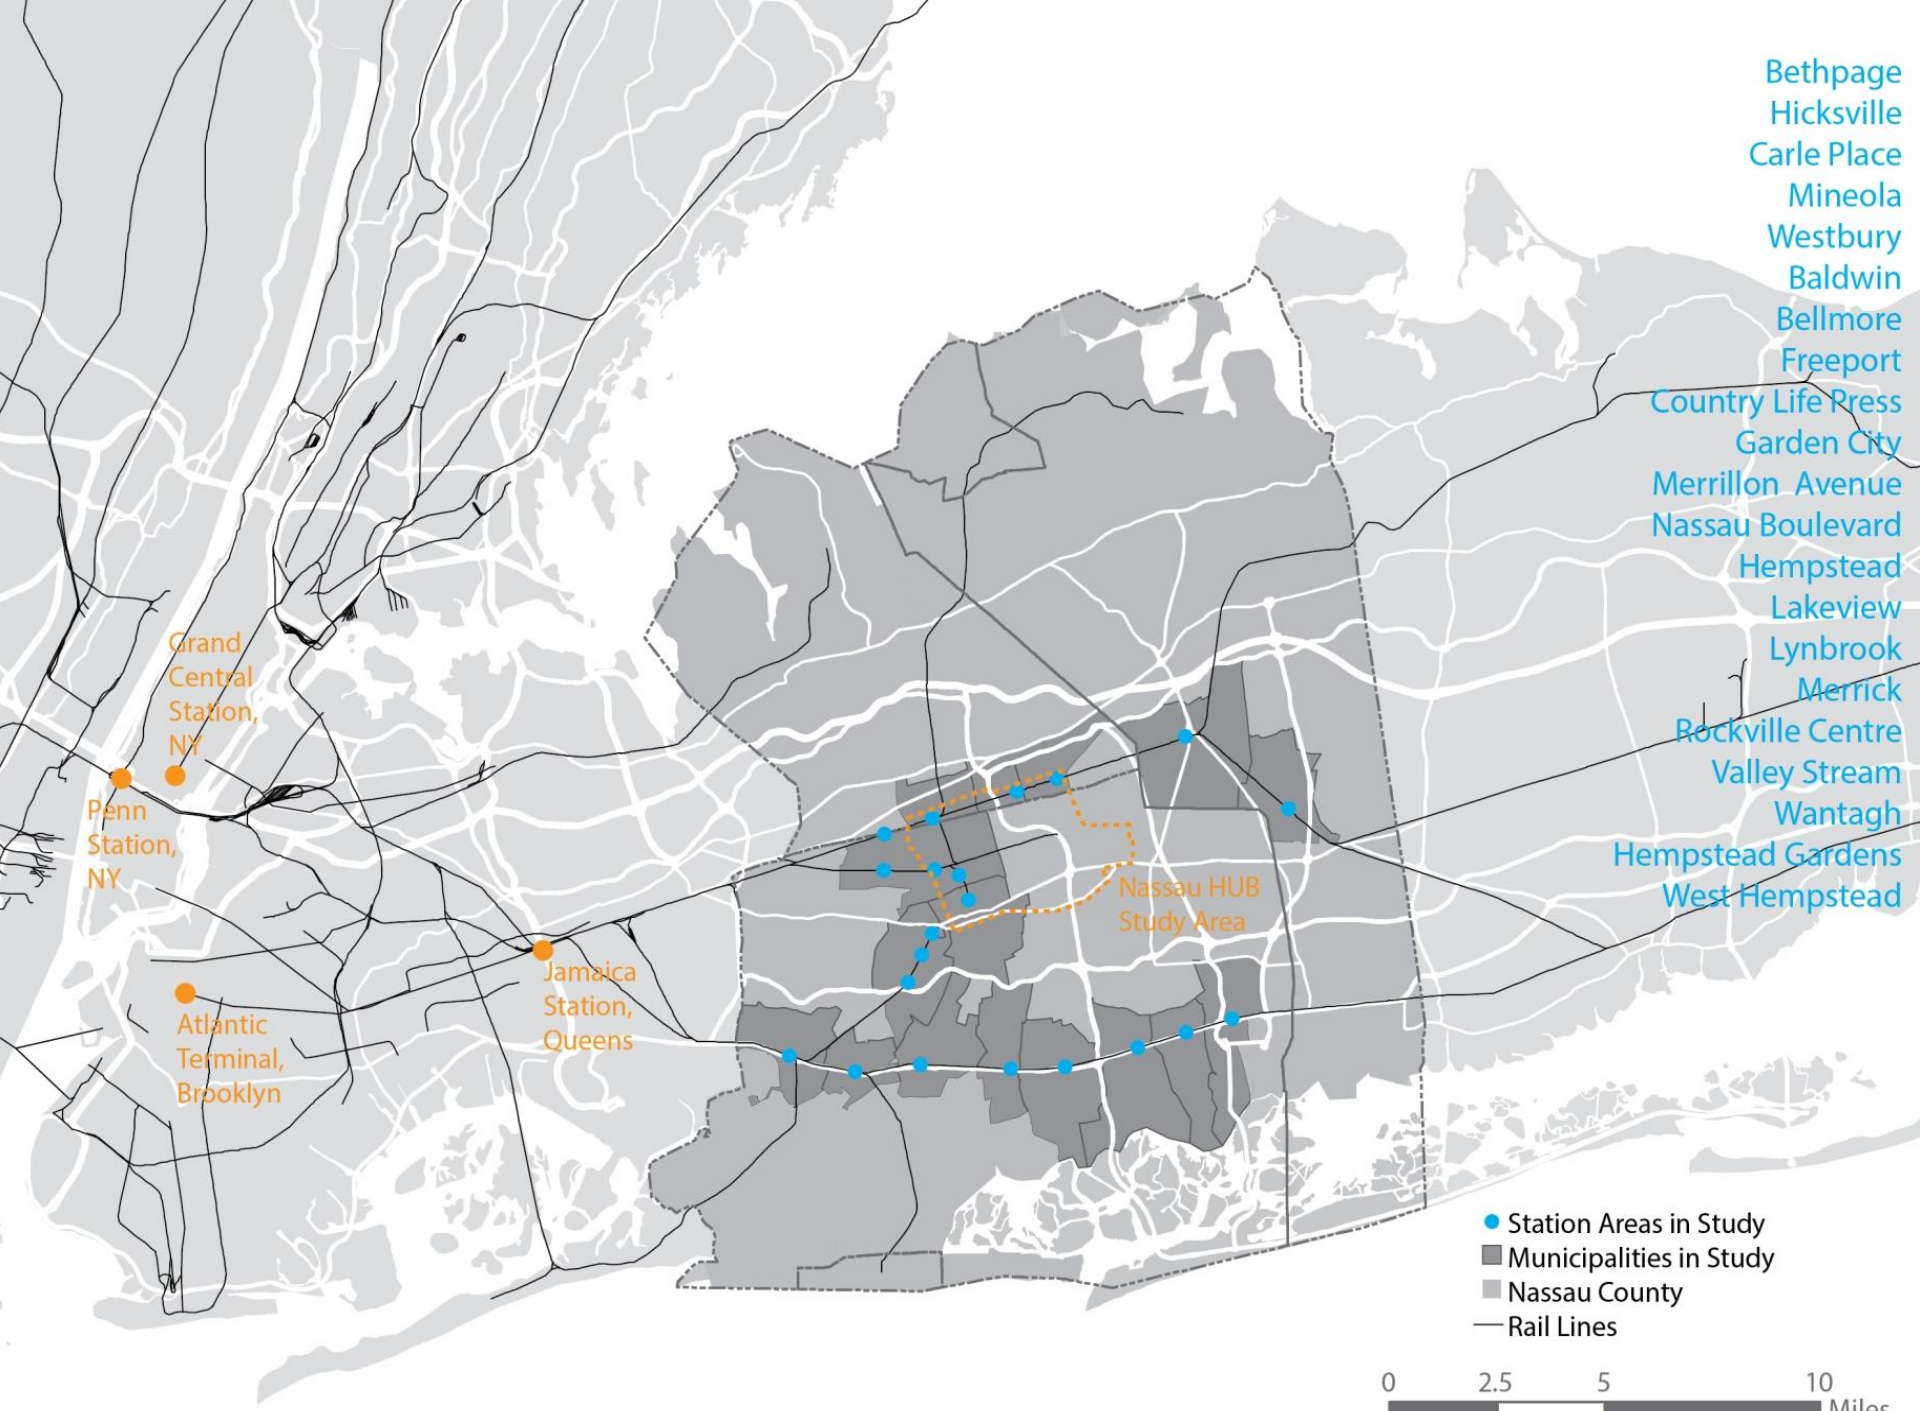 Bethpage
Hicksville
Carle Place
Mineola
Westbury
Baldwin
Bellmore
Freeport
Country Life Press
Garden City
Merrillon Avenue
Nassau Boulevard
Hempstead
Lakeview
Lynbrook
Merrick
Rockville Centre
Valley Stream
Wantagh
Hempstead Gardens
West Hempstead
Grand
Central
Station,
NY
Penn
Station,
NY
Nassau HUB
Study Area
Jamaica
Station,
Queens
Atlantic
Terminal,
Brooklyn
Station Areas in Study
Municipalities in Study
Nassau County
Rail Lines
0 2.5 5 10
Miles